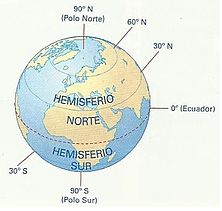 90° N
(Polo Norte)
60° N
30° N
HEMISFERIO
NORTE
0° (Ecuador)
HEMISFERIO
SUR
30° S
90° S
(Polo Sur)